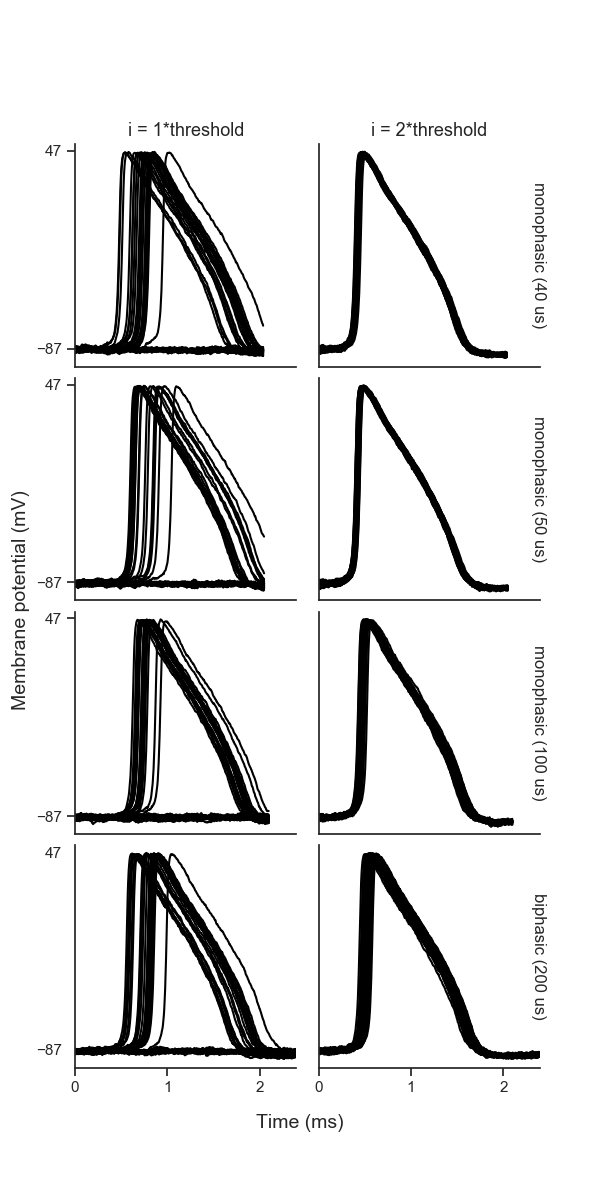 i = 1*threshold
i = 2*threshold
47
−87
monophasic (40 us)
47
−87
monophasic (50 us)
Membrane potential (mV)
47
−87
monophasic (100 us)
47
−87
biphasic (200 us)
0 1 2
0 1 2
Time (ms)